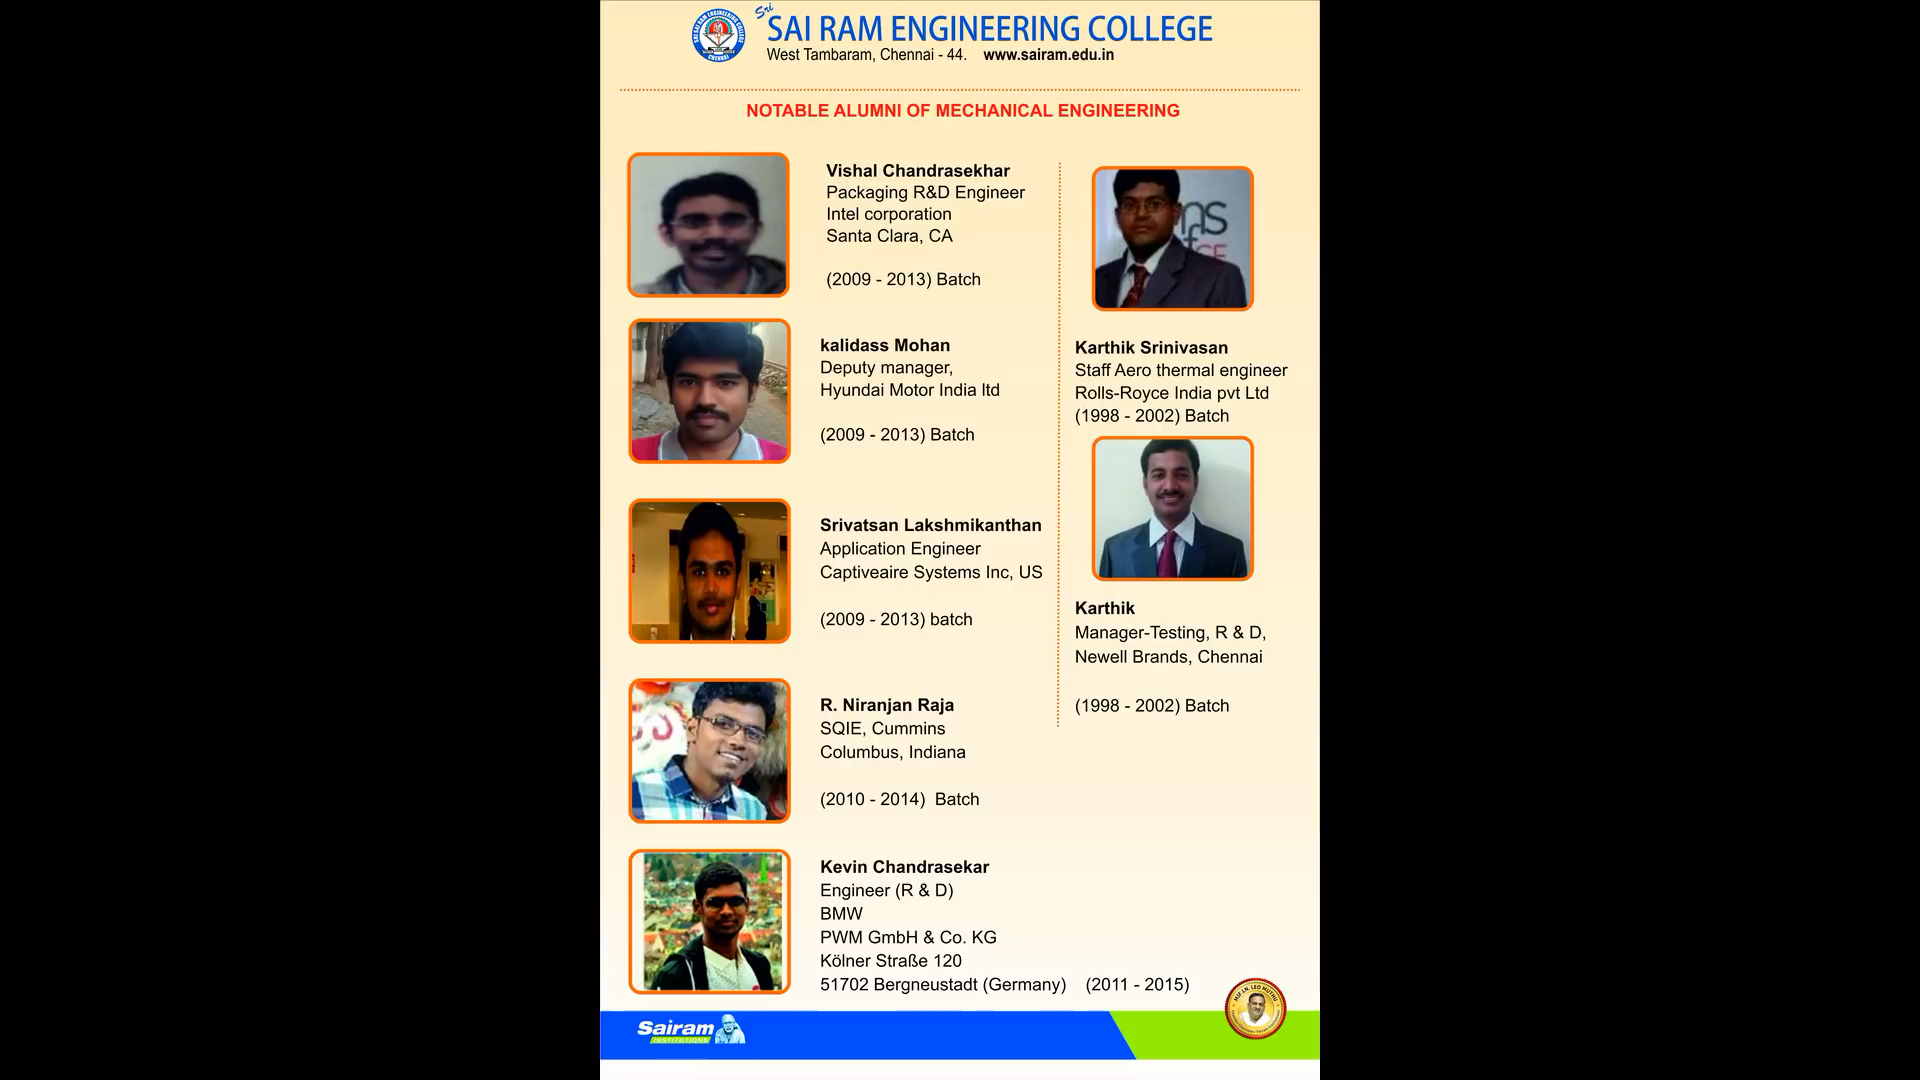 Sri
SAI RAM ENGINEERING COLLEGE
West Tambaram, Chennai - 44. www.sairam.edu.in
NOTABLE ALUMNI OF MECHANICAL ENGINEERING
Vishal Chandrasekhar
Packaging R&D Engineer
Intel corporation
Santa Clara, CA
(2009 - 2013) Batch
kalidass Mohan
Deputy manager,
Hyundai Motor India ltd
(2009 - 2013) Batch
Srivatsan Lakshmikanthan
Application Engineer
Captiveaire Systems Inc, US
(2009 - 2013) batch
R. Niranjan Raja
SQIE, Cummins
Columbus, Indiana
(2010 - 2014) Batch
Kevin Chandrasekar
Engineer (R & D)
BMW
PWM GmbH & Co. KG
Kölner Straße 120
51702 Bergneustadt (Germany) (2011 - 2015)
Karthik Srinivasan
Staff Aero thermal engineer
Rolls-Royce India pvt Ltd
(1998 - 2002) Batch
Karthik
Manager-Testing, R & D,
Newell Brands, Chennai
(1998 - 2002) Batch
Sairam
INSTITUTIONS
MJF.LN. LEO MUTHU